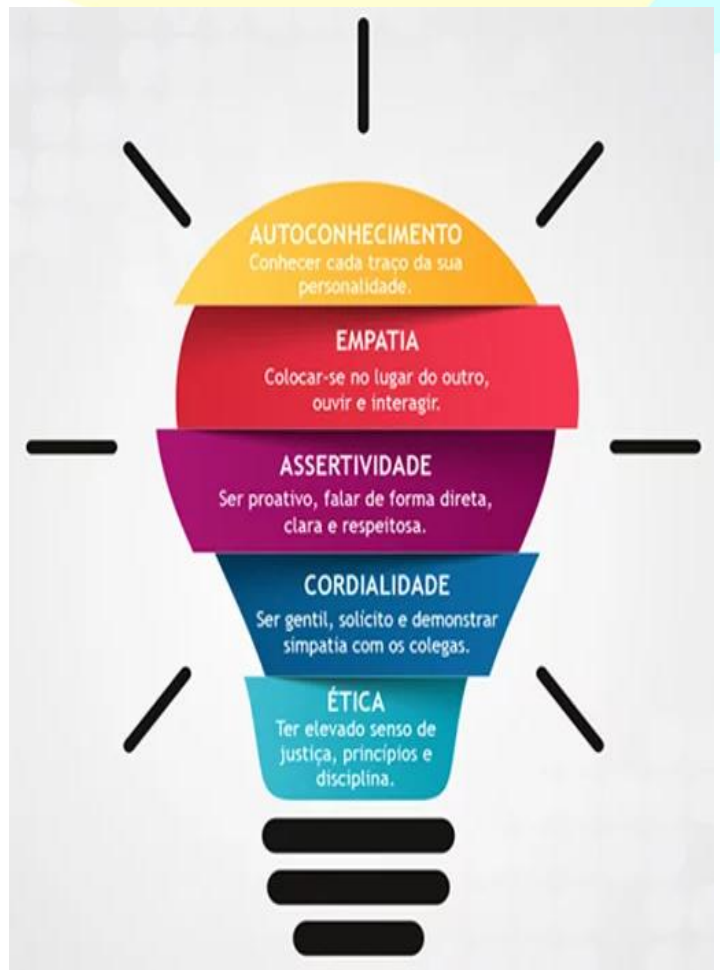 AUTOCONHECIMENTO
Conhecer cada traço da sua
personalidade.
EMPATIA
Colocar-se no lugar do outro,
ouvir e interagir.
ASSERTIVIDADE
Ser proativo, falar de forma direta,
clara e respeitosa.
CORDIALIDADE
Ser gentil, solícito e demonstrar
simpatia com os colegas.
ÉTICA
Ter elevado senso de
justiça, princípios e
disciplina.